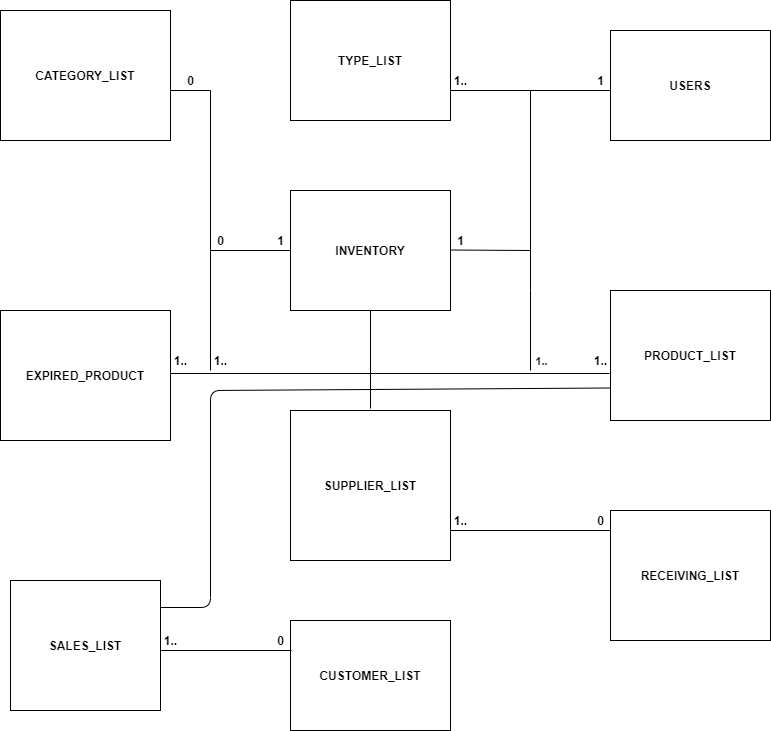 TYPE_LIST
CATEGORY_LIST
0
1..
1
USERS
0
1
INVENTORY
1
1..
1..
1..
1..
PRODUCT_LIST
EXPIRED_PRODUCT
SUPPLIER_LIST
1..
0
RECEIVING_LIST
SALES_LIST
1..
0
CUSTOMER_LIST